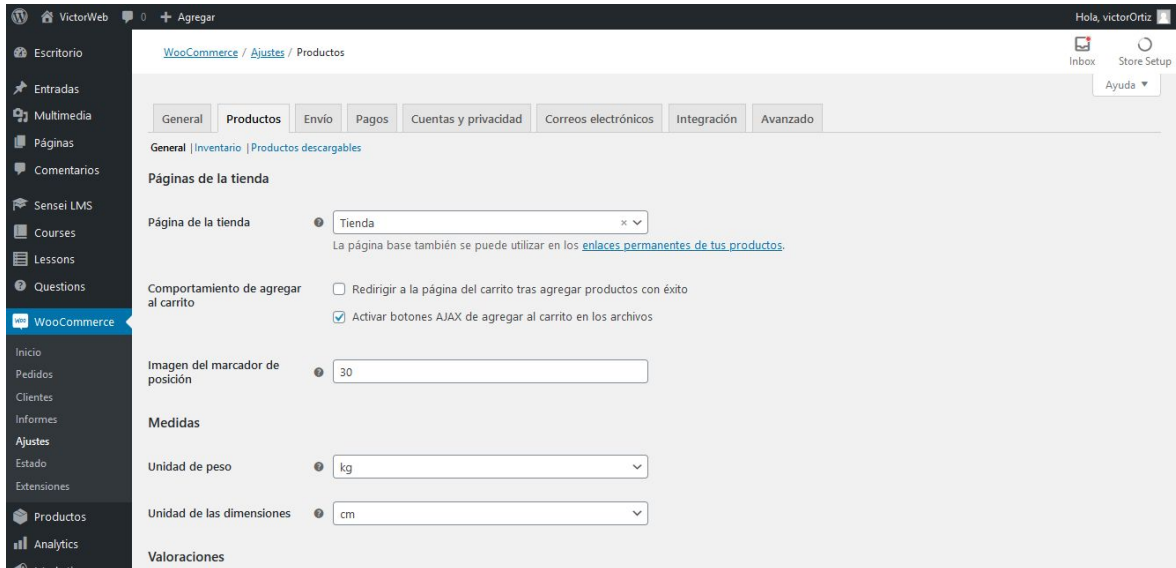 VictorWeb 0 Agregar Hola, victorOrtiz
Escritorio
Entradas
Multimedia
Páginas
Comentarios
Sensei LMS
Courses
Lessons
Questions
WooCommerce
Inicio
Pedidos
Clientes
Informes
Ajustes
Estado
Extensiones
Productos
Analytics
WooCommerce / Ajustes / Productos
Inbox
Store Setup
Ayuda
General Productos Envío Pagos Cuentas y privacidad Correos electrónicos Integración Avanzado
General | Inventario | Productos descargables
Páginas de la tienda
Página de la tienda
Tienda
La página base también se puede utilizar en los enlaces permanentes de tus productos.
Comportamiento de agregar
al carrito
Redirigir a la página del carrito tras agregar productos con éxito
Activar botones AJAX de agregar al carrito en los archivos
Imagen del marcador de
posición
30
Medidas
Unidad de peso
kg
Unidad de las dimensiones
cm
Valoraciones